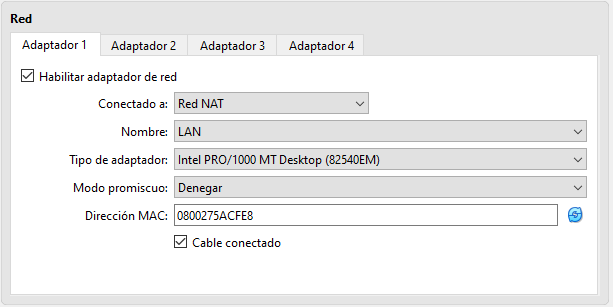 Red
Adaptador 1 Adaptador 2 Adaptador 3 Adaptador 4
Habilitar adaptador de red
Conectado a: Red NAT
Nombre: LAN
Tipo de adaptador: Intel PRO/1000 MT Desktop (82540EM)
Modo promiscuo: Denegar
Dirección MAC: 0800275ACFE8
Cable conectado